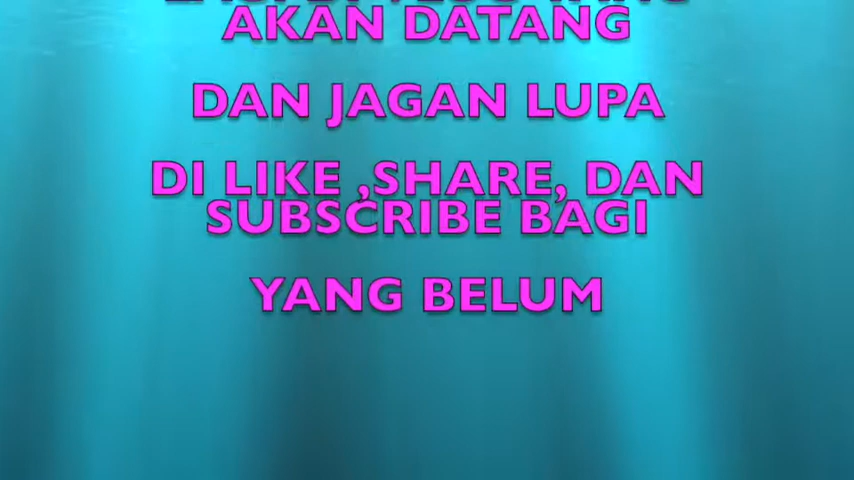 AKAN DATANG
DAN JAGAN LUPA
DI LIKE ,SHARE, DAN
SUBSCRIBE BAGI
YANG BELUM